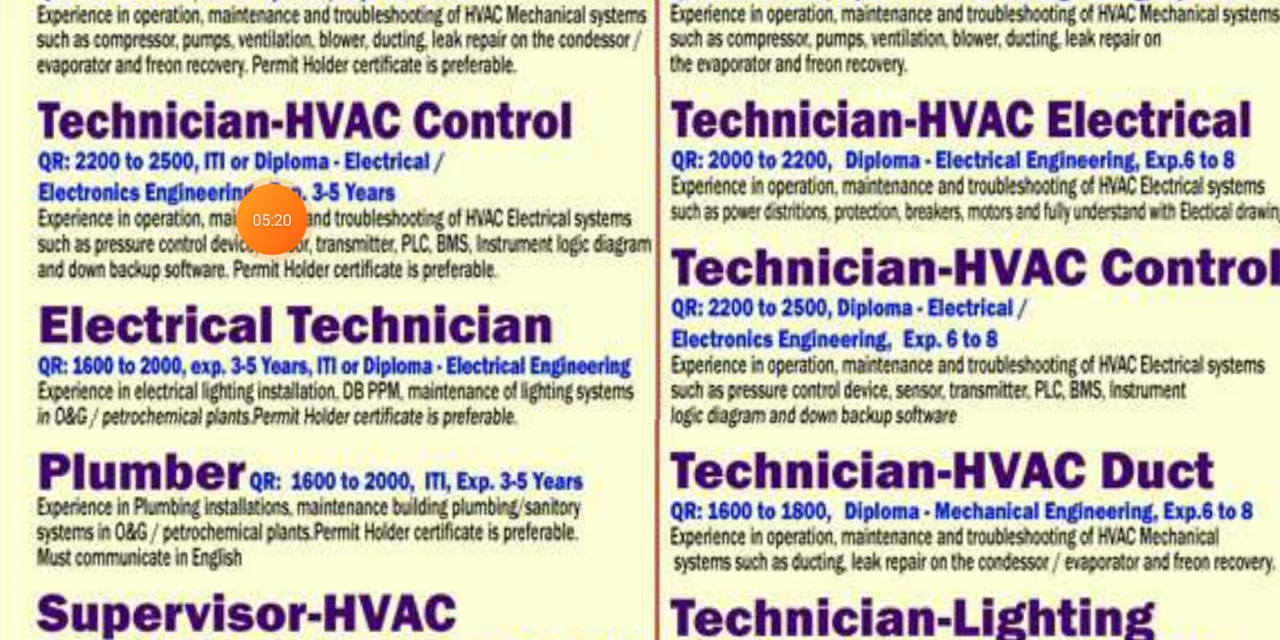 Experience in operation, maintenance and troubleshooting of HVAC Mechanical systems
such as compressor, pumps, ventilation, blower, ducting, leak repair on the condessor /
evaporator and freon recovery. Permit Holder certificate is preferable.
Technician-HVAC Control
QR: 2200 to 2500, ITI or Diploma - Electrical /
Electronics Engineering 3-5 Years
05:20
Experience in operation, and troubleshooting of HVAC Electrical systems
such as pressure control transmitter, PLC, BMS, Instrument logic diagram
and down backup software. Permit Holder certificate is preferable.
Electrical Technician
QR: 1600 to 2000, exp. 3-5 Years, ITI or Diploma - Electrical Engineering
Experience in electrical lighting installation, DB PPM, maintenance of lighting systems
in O&G / petrochemical plants.Permit Holder certificate is preferable.
Plumber QR: 1600 to 2000, ITI, Exp. 3-5 Years
Experience in Plumbing installations, maintenance building plumbing/sanitory
systems in O&G / petrochemical plants.Permit Holder certificate is preferable.
Must communicate in English
Supervisor-HVAC
Experience in operation, maintenance and troubleshooting of HVAC Mechanical systems
such as compressor, pumps, ventilation, blower, ducting, leak repair on
the evaporator and freon recovery.
Technician-HVAC Electrical
QR: 2000 to 2200, Diploma - Electrical Engineering, Exp.6 to 8
Experience in operation, maintenance and troubleshooting of HVAC Electrical systems
such as power distritions, protection, breakers, motors and fully understand with Electical
Technician-HVAC Control
QR: 2200 to 2500, Diploma - Electrical /
Electronics Engineering, Exp. 6 to 8
Experience in operation, maintenance and troubleshooting of HVAC Electrical systems
such as pressure control device, sensor, transmitter, PLC, BMS, Instrument
logic diagram and down backup software
Technician-HVAC Duct
QR: 1600 to 1800, Diploma - Mechanical Engineering, Exp.6 to 8
Experience in operation, maintenance and troubleshooting of HVAC Mechanical
systems such as ducting, leak repair on the condessor / evaporator and freon recovery.
Technician-Lighting